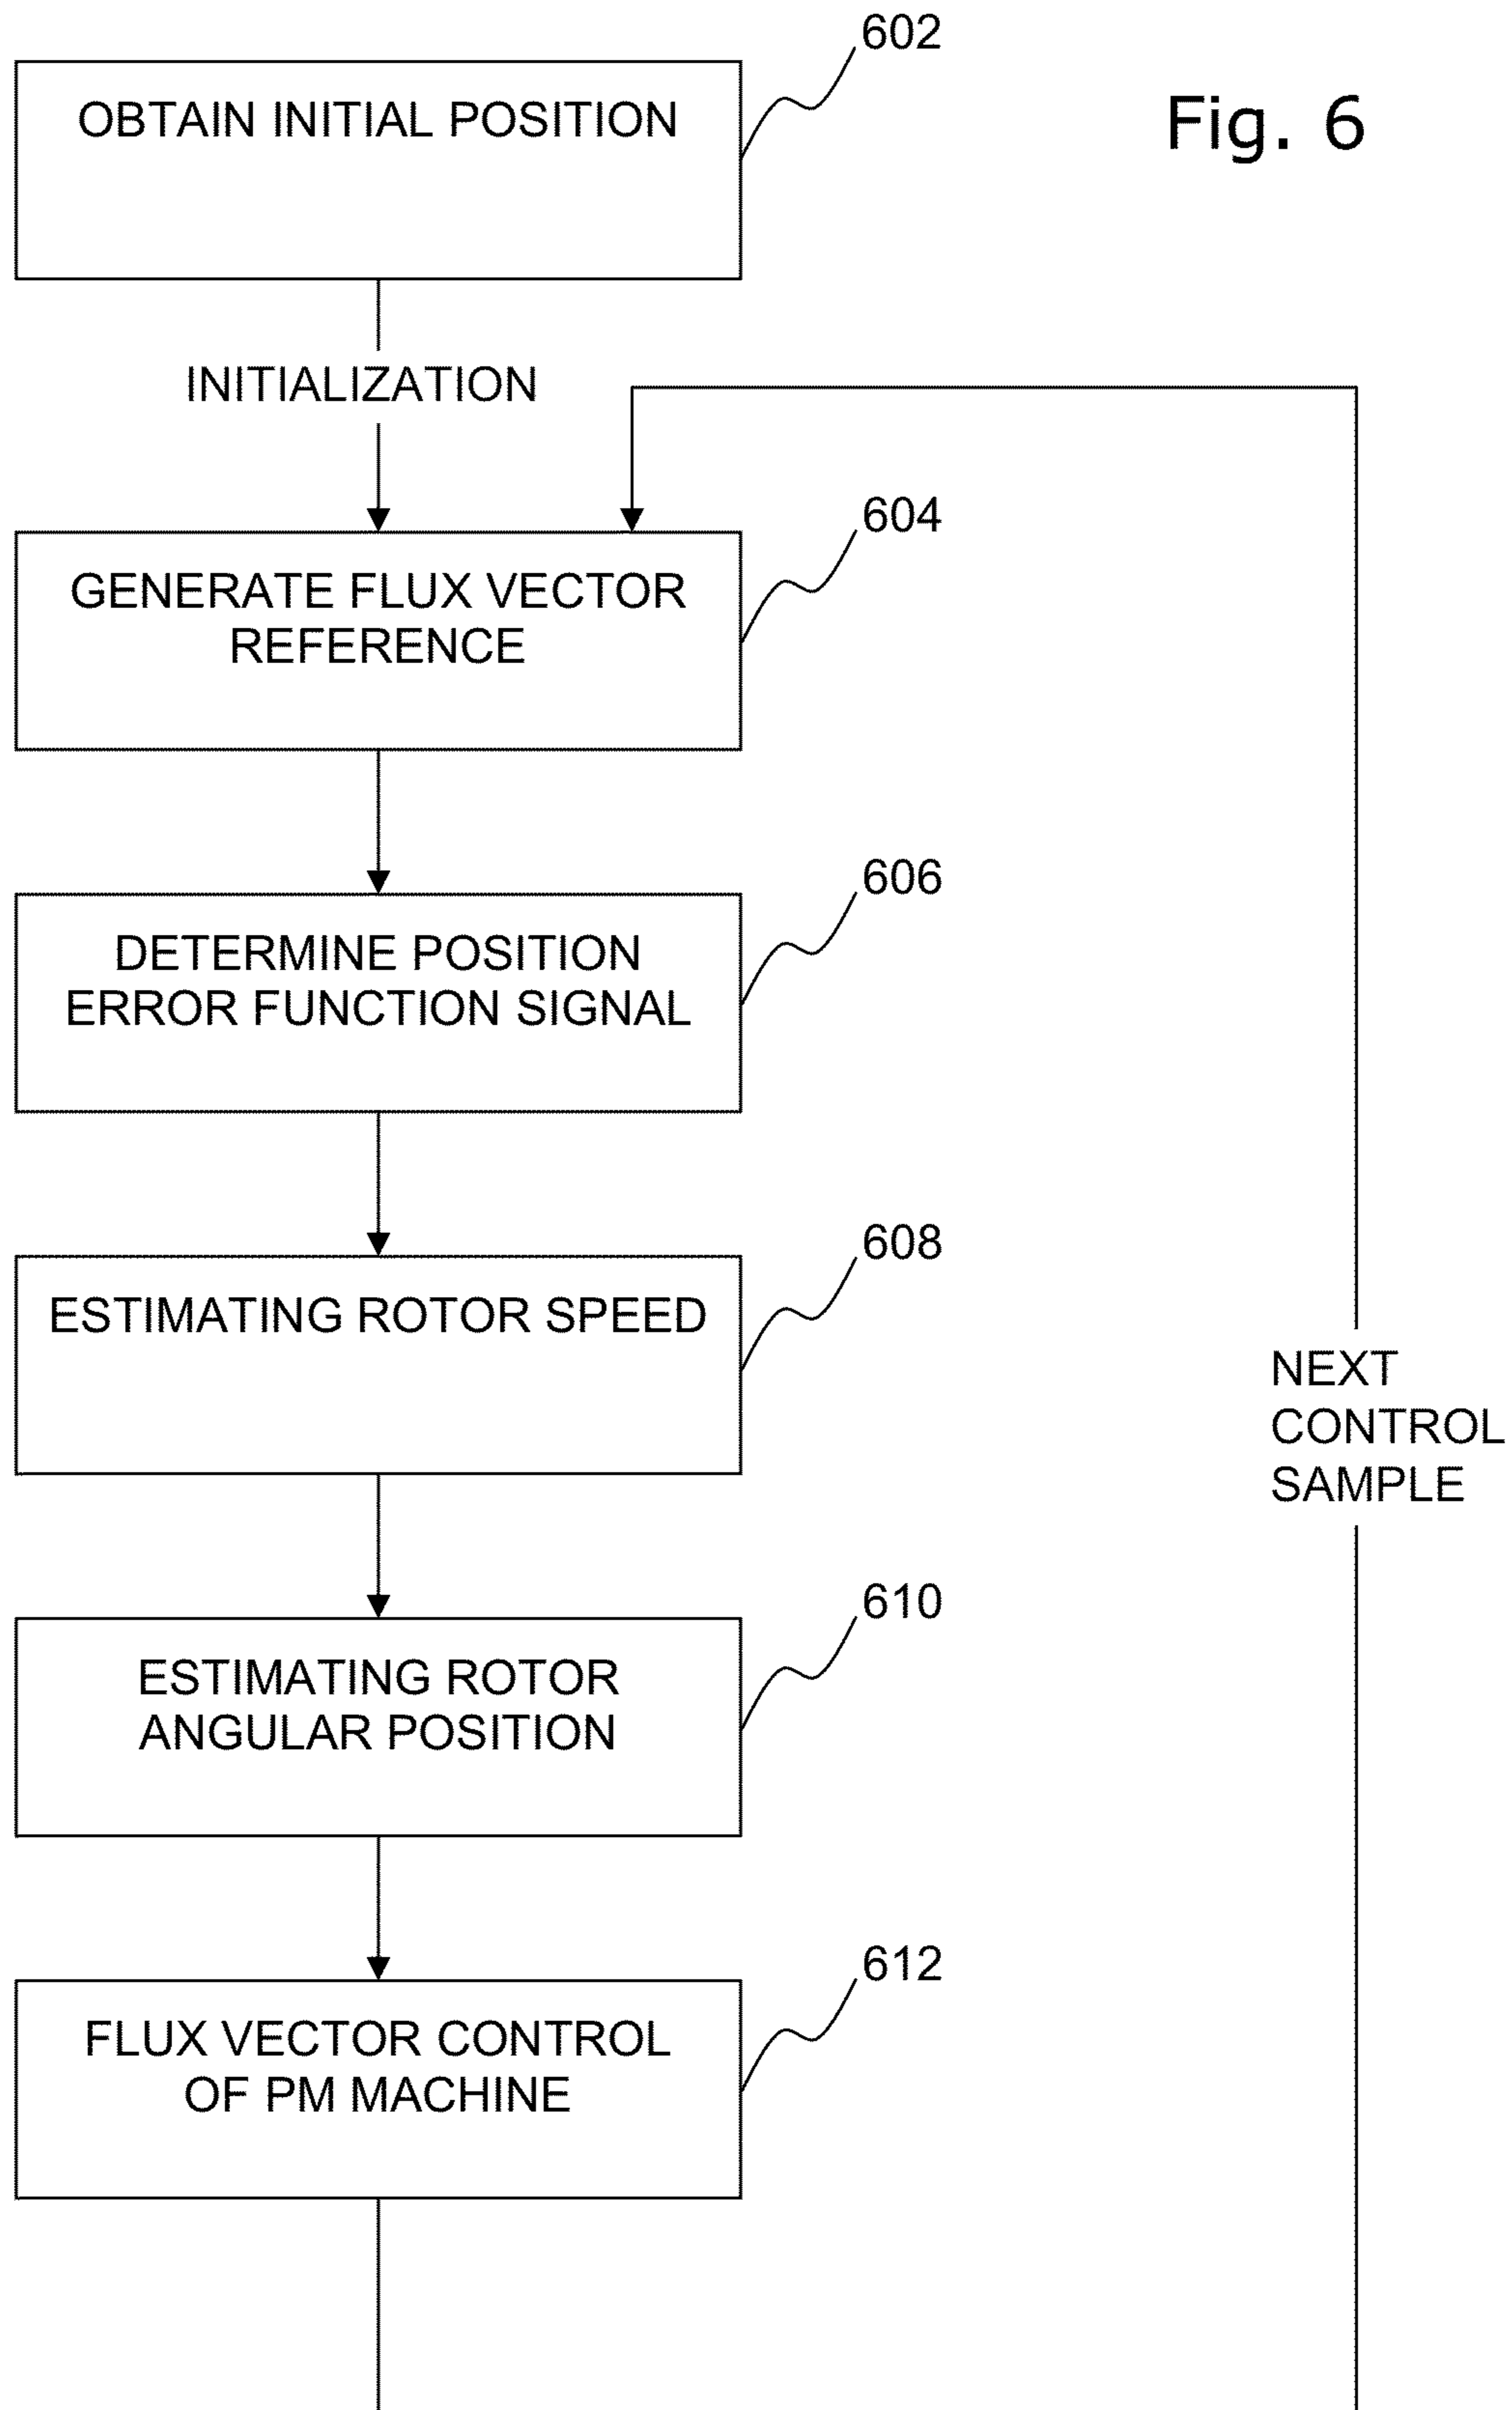 602
OBTAIN INITIAL POSITION
Fig. 6
INITIALIZATION
604
GENERATE FLUX VECTOR
REFERENCE
606
DETERMINE POSITION
ERROR FUNCTION SIGNAL
608
ESTIMATING ROTOR SPEED
NEXT
CONTROL
SAMPLE
610
ESTIMATING ROTOR
ANGULAR POSITION
612
FLUX VECTOR CONTROL
OF PM MACHINE